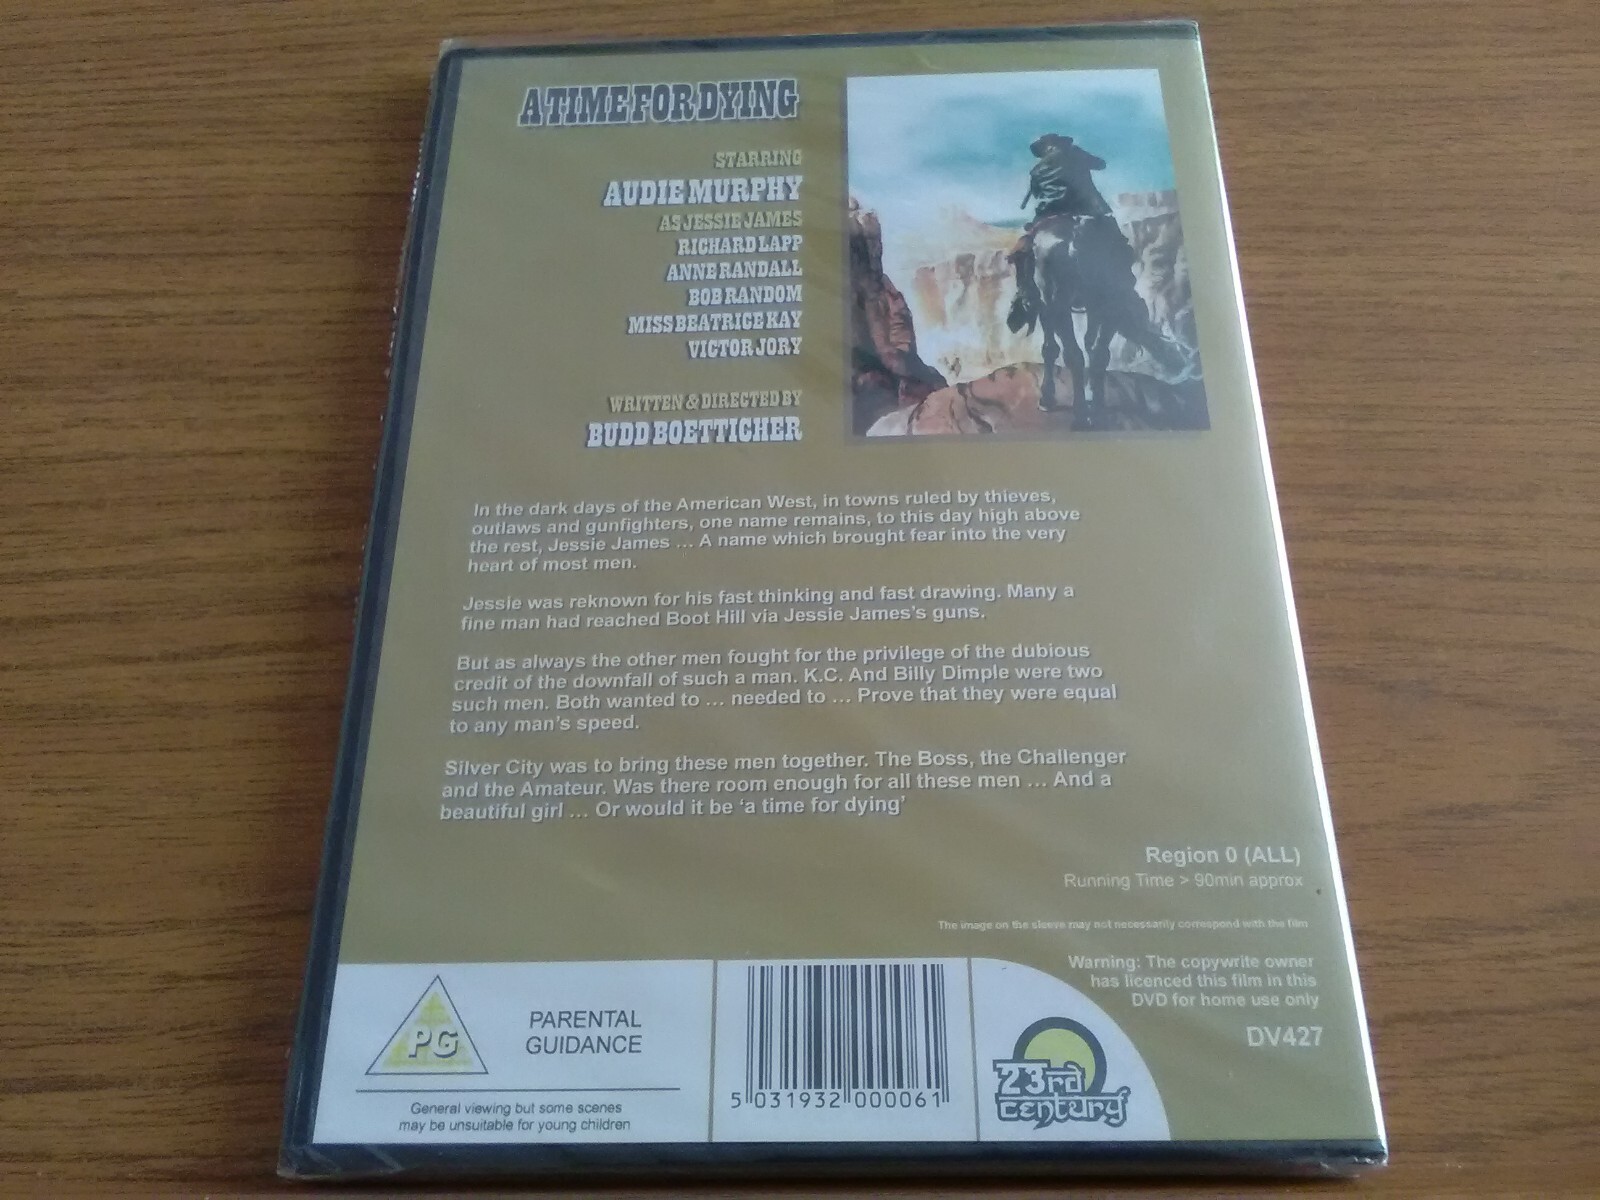 A TIME FOR DYING
STARRING
AUDIE MURPHY
AS JESSIE JAMES
RICHARD LAPP
ANNE RANDALL
BOB RANDOM
MISS BEATRICE KAY
VICTOR JORY
WRITTEN & DIRECTED BY
BUDD BOETTICHER
In the dark days of the American West, in towns ruled by thieves,
outlaws and gunfighters, one name remains, to this day high above
the rest, Jessie James ... A name which brought fear into the very
heart of most men.
Jessie was reknown for his fast thinking and fast drawing. Many a
fine man had reached Boot Hill via Jessie James's guns.
But as always the other men fought for the privilege of the dubious
credit of the downfall of such a man. K.C. And Billy Dimple were two
such men. Both wanted to ... needed to ... Prove that they were equal
to any man's speed.
Silver City was to bring these men together. The Boss, the Challenger
and the Amateur. Was there room enough for all these men ... And a
beautiful girl ... Or would it be 'a time for dying'
Region 0 (ALL)
Running Time > 90min approx
The image on the sleeve may not necessarily correspond with the film
Warning: The copywrite owner
has licenced this film in this
DVD for home use only
DV427
PG
PARENTAL
GUIDANCE
General viewing but some scenes
may be unsuitable for young children
5 031932 000061
23rd
century